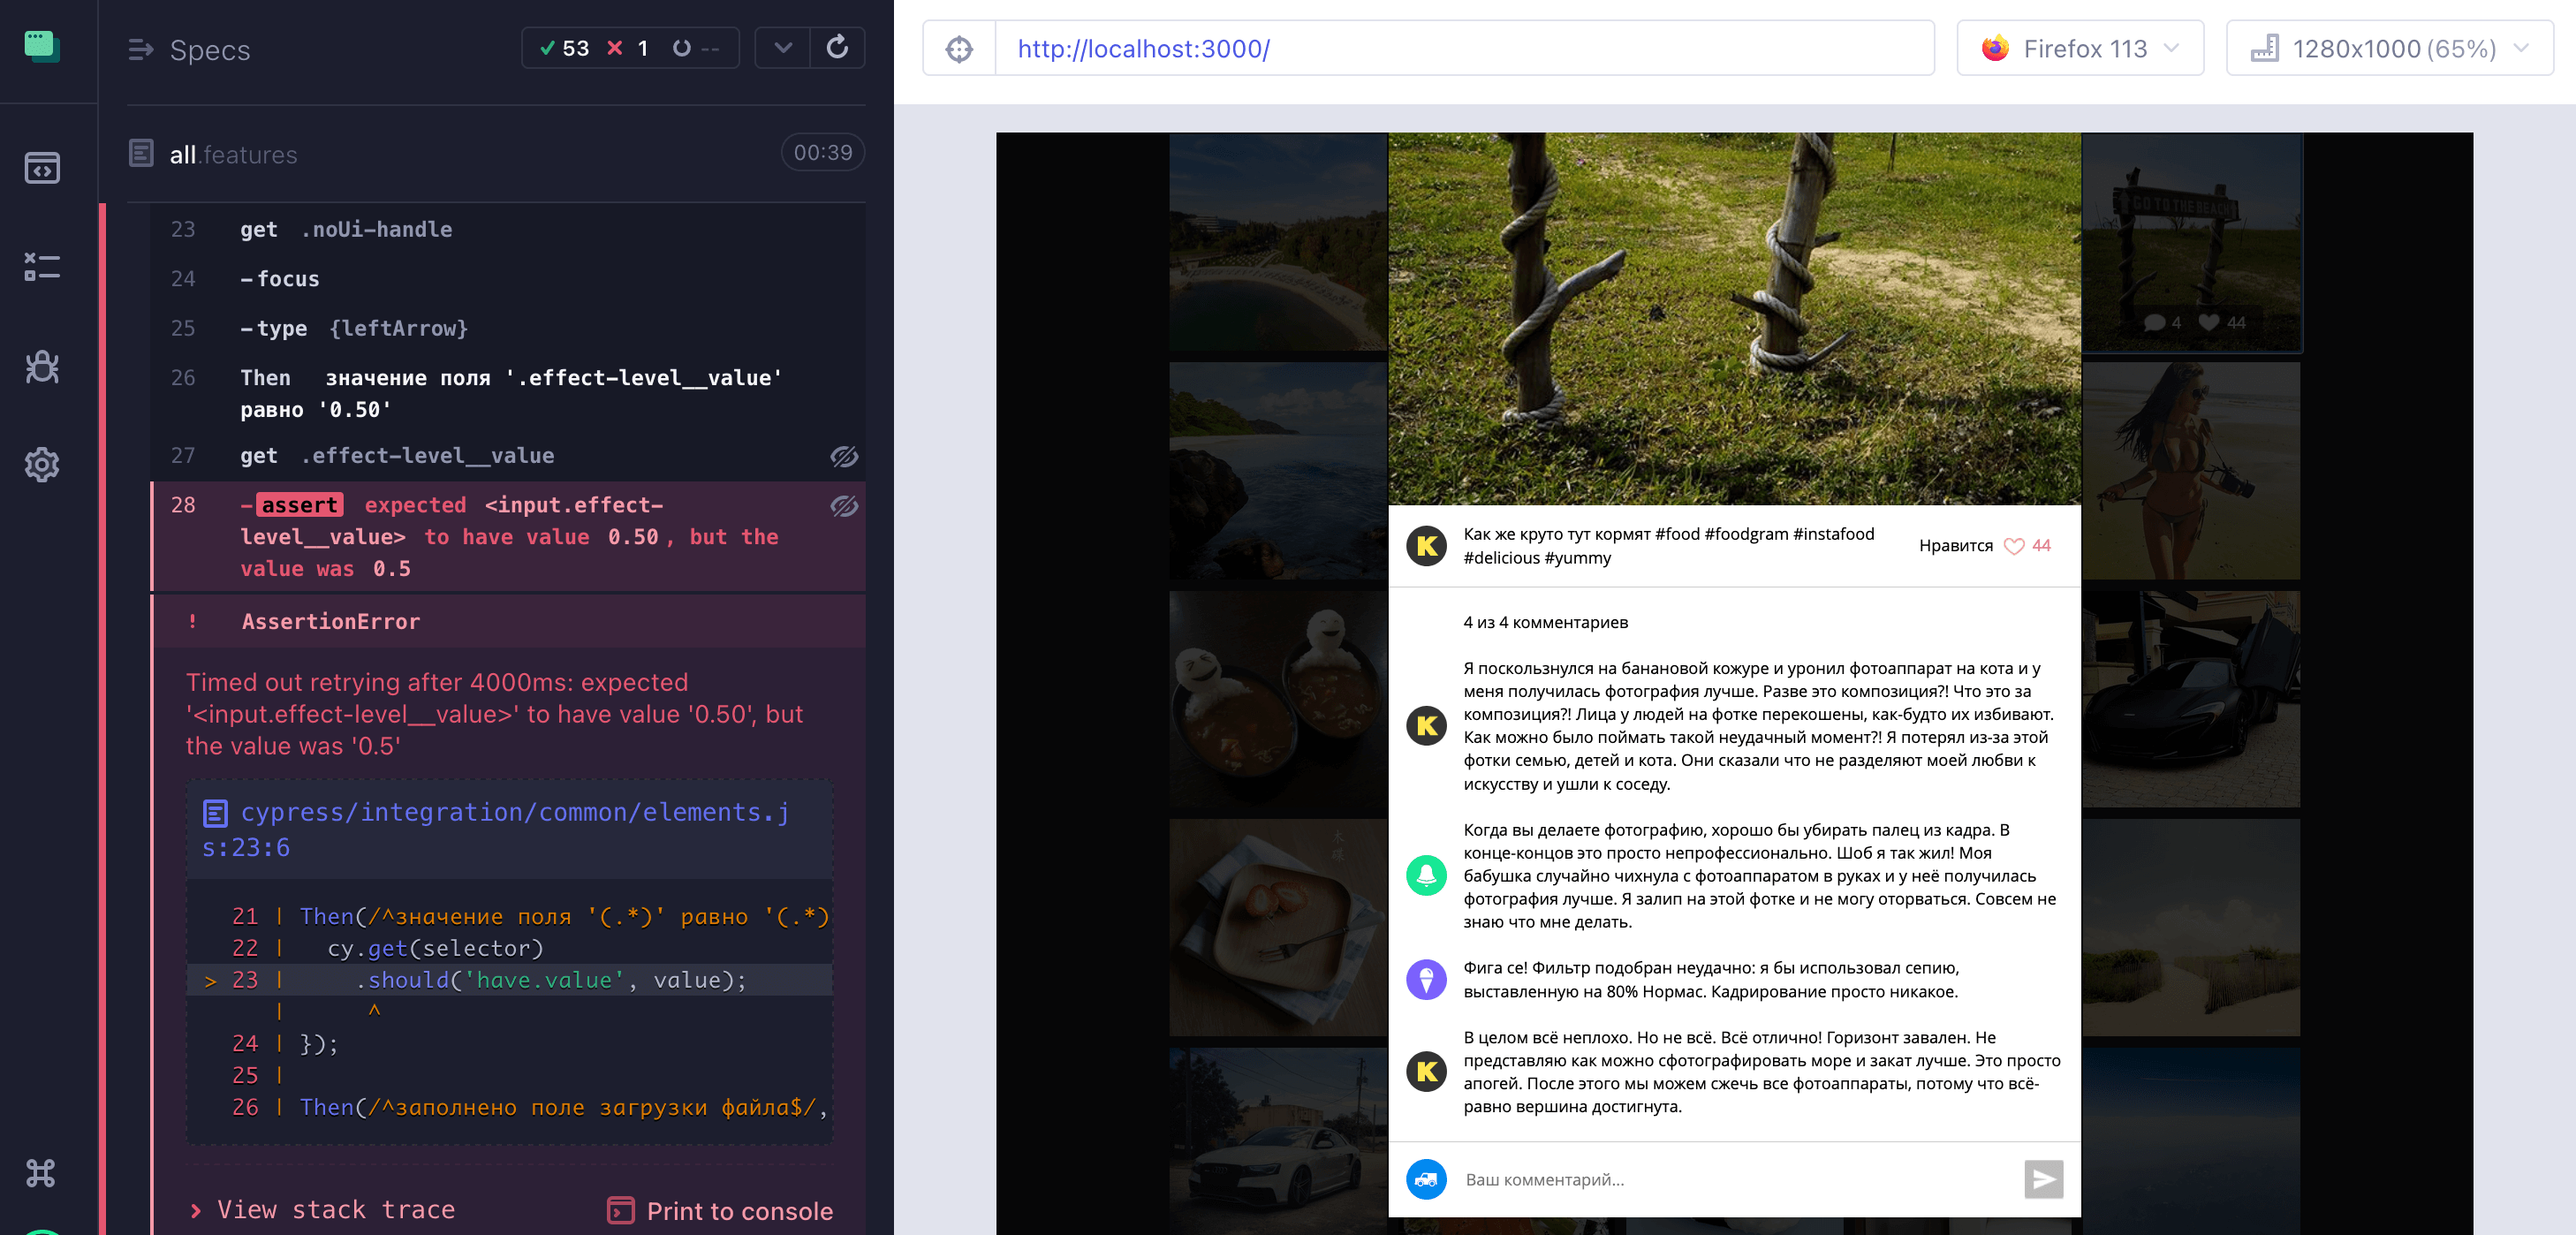 Specs
53 1 --
all.features
00:39
23 get .noUi-handle
24 -focus
25 -type {leftArrow}
26 Then значение поля '.effect-level__value'
равно '0.50'
27 get .effect-level__value
28 -assert expected <input.effect-
level__value> to have value 0.50, but the
value was 0.5
! AssertionError
Timed out retrying after 4000ms: expected
'<input.effect-level__value>' to have value '0.50', but
the value was '0.5'
cypress/integration/common/elements.j
s:23:6
21 | Then(/^значение поля '(.*)' равно '(.*)
22 | cy.get(selector)
> 23 | .should('have.value', value);
| ^
24 | });
25 |
26 | Then(/^заполнено поле загрузки файла$/,
> View stack trace
Print to console
http://localhost:3000/
Firefox 113
1280x1000 (65%)
GO TO THE BEACH
4 44
Как же круто тут кормят #food #foodgram #instafood
#delicious #yummy
Нравится 44
4 из 4 комментариев
Я поскользнулся на банановой кожуре и уронил фотоаппарат на кота и у
меня получилась фотография лучше. Разве это композиция?! Что это за
композиция?! Лица у людей на фотке перекошены, как-будто их избивают.
Как можно было поймать такой неудачный момент?! Я потерял из-за этой
фотки семью, детей и кота. Они сказали что не разделяют моей любви к
искусству и ушли к соседу.
Когда вы делаете фотографию, хорошо бы убирать палец из кадра. В
конце-концов это просто непрофессионально. Шоб я так жил! Моя
бабушка случайно чихнула с фотоаппаратом в руках и у неё получилась
фотография лучше. Я залип на этой фотке и не могу оторваться. Совсем не
знаю что мне делать.
Фига се! Фильтр подобран неудачно: я бы использовал сепию,
выставленную на 80% Нормас. Кадрирование просто никакое.
В целом всё неплохо. Но не всё. Всё отлично! Горизонт завален. Не
представляю как можно сфотографировать море и закат лучше. Это просто
апогей. После этого мы можем сжечь все фотоаппараты, потому что всё-
равно вершина достигнута.
Ваш комментарий...